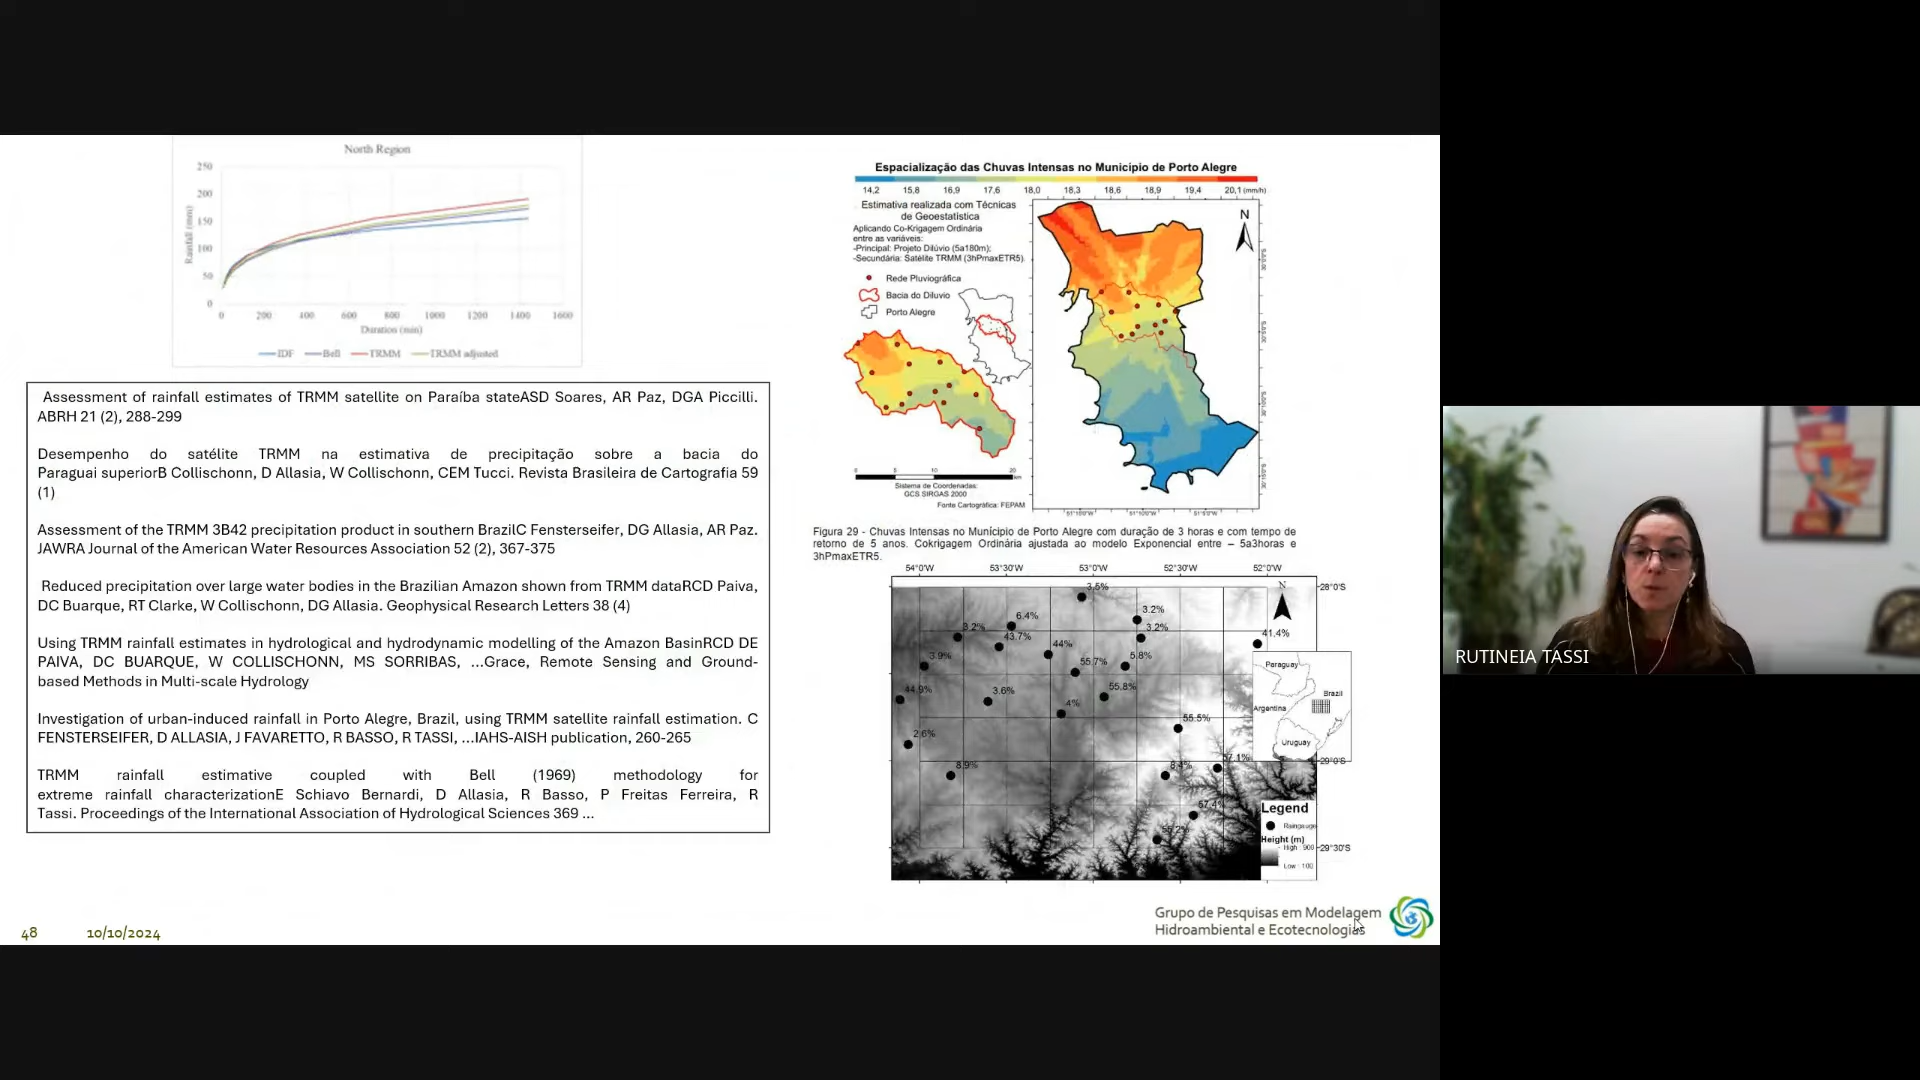 North Region
250
200
150
100
50
0
Rainfall (mm)
0 200 400 600 800 1000 1200 1400 1600
Duration (min)
IDF Bell TRMM TRMM adjusted
Assessment of rainfall estimates of TRMM satellite on Paraíba stateASD Soares, AR Paz, DGA Piccilli.
ABRH 21 (2), 288-299
Desempenho do satélite TRMM na estimativa de precipitação sobre a bacia do
Paraguai superiorB Collischonn, D Allasia, W Collischonn, CEM Tucci. Revista Brasileira de Cartografia 59
(1)
Assessment of the TRMM 3B42 precipitation product in southern BrazilC Fensterseifer, DG Allasia, AR Paz.
JAWRA Journal of the American Water Resources Association 52 (2), 367-375
Reduced precipitation over large water bodies in the Brazilian Amazon shown from TRMM dataRCD Paiva,
DC Buarque, RT Clarke, W Collischonn, DG Allasia. Geophysical Research Letters 38 (4)
Using TRMM rainfall estimates in hydrological and hydrodynamic modelling of the Amazon BasinRCD DE
PAIVA, DC BUARQUE, W COLLISCHONN, MS SORRIBAS, ...Grace, Remote Sensing and Ground-
based Methods in Multi-scale Hydrology
Investigation of urban-induced rainfall in Porto Alegre, Brazil, using TRMM satellite rainfall estimation. C
FENSTERSEIFER, D ALLASIA, J FAVARETTO, R BASSO, R TASSI, ...IAHS-AISH publication, 260-265
TRMM rainfall estimative coupled with Bell (1969) methodology for
extreme rainfall characterizationE Schiavo Bernardi, D Allasia, R Basso, P Freitas Ferreira, R
Tassi. Proceedings of the International Association of Hydrological Sciences 369 ...
Espacialização das Chuvas Intensas no Município de Porto Alegre
14,2 15,8 16,9 17,6 18,0 18,3 18,6 18,9 19,4 20,1 (mm/h)
Estimativa realizada com Técnicas
de Geoestatística
Aplicando Co-Krigagem Ordinária
entre as variáveis:
-Principal: Projeto Dilúvio (5a180m);
-Secundária: Satélite TRMM (3hPmaxETR5).
Rede Pluviográfica
Bacia do Diluvio
Porto Alegre
N
0 5 10 20
km
Sistema de Coordenadas:
GCS SIRGAS 2000
Fonte Cartográfica: FEPAM
Figura 29 - Chuvas Intensas no Munícipio de Porto Alegre com duração de 3 horas e com tempo de
retorno de 5 anos. Cokrigagem Ordinária ajustada ao modelo Exponencial entre – 5a3horas e
3hPmaxETR5.
54°0'W 53°30'W 53°0'W 52°30'W 52°0'W
N
28°0'S
3.5%
6.4%
3.2%
3.2%
3.2%
43.7%
44%
41.4%
3.9%
55.7%
5.8%
44.9%
3.6%
55.8%
4%
55.5%
2.6%
8.9%
8.4%
57.1%
57.4%
55.2%
Paraguay
Brazil
Argentina
Uruguay
29°0'S
Legend
Raingauge
Height (m)
High : 900
Low : 100
29°30'S
Grupo de Pesquisas em Modelagem
Hidroambiental e Ecotecnologias
48 10/10/2024
RUTINEIA TASSI